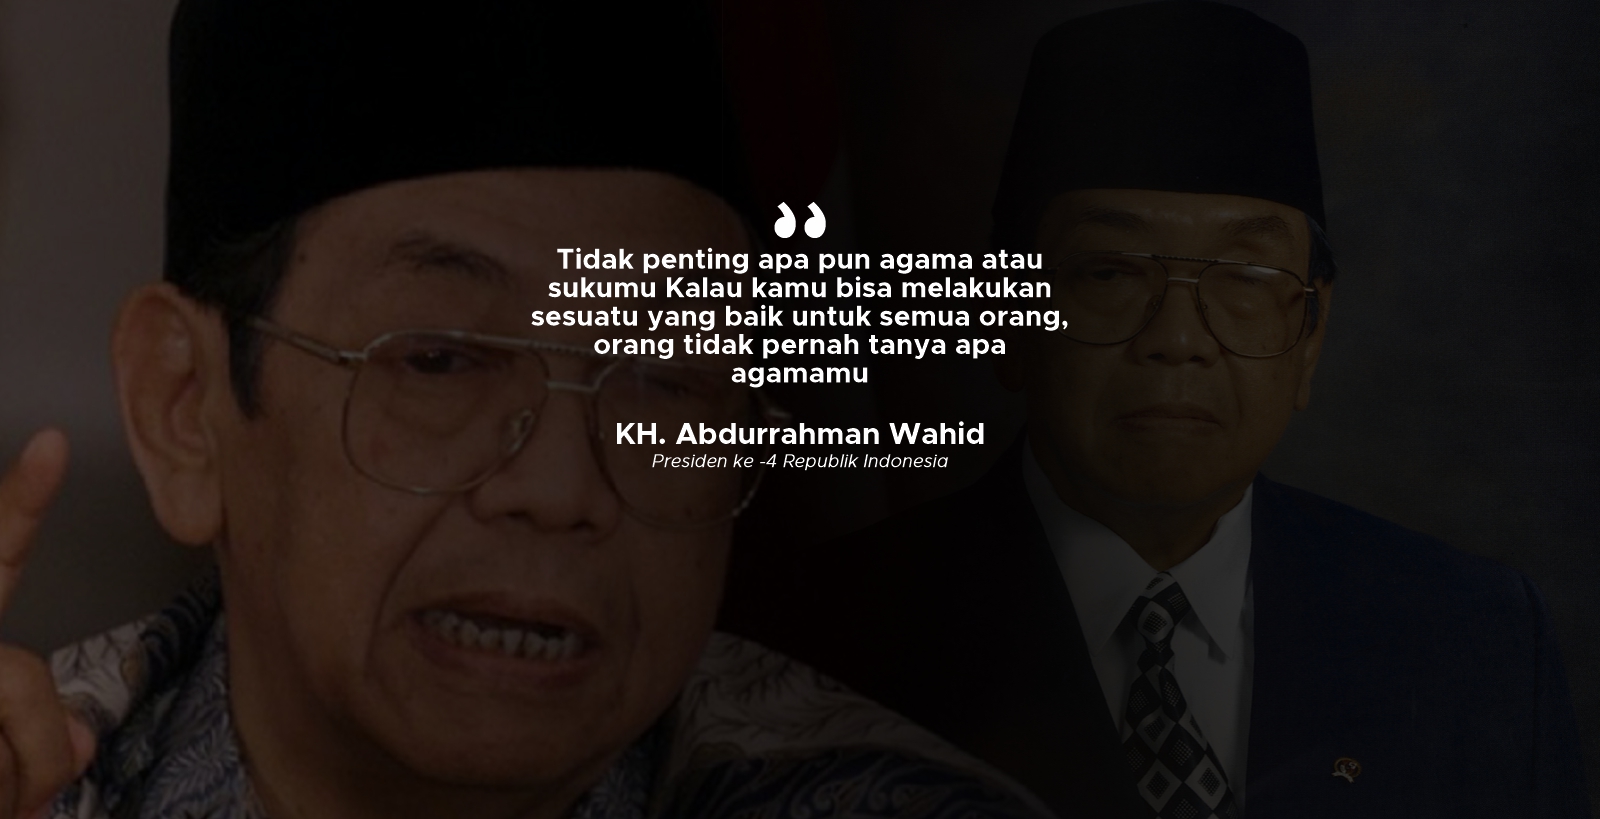 Tidak penting apa pun agama atau
sukumu Kalau kamu bisa melakukan
sesuatu yang baik untuk semua orang,
orang tidak pernah tanya apa
agamamu
KH. Abdurrahman Wahid
Presiden ke -4 Republik Indonesia